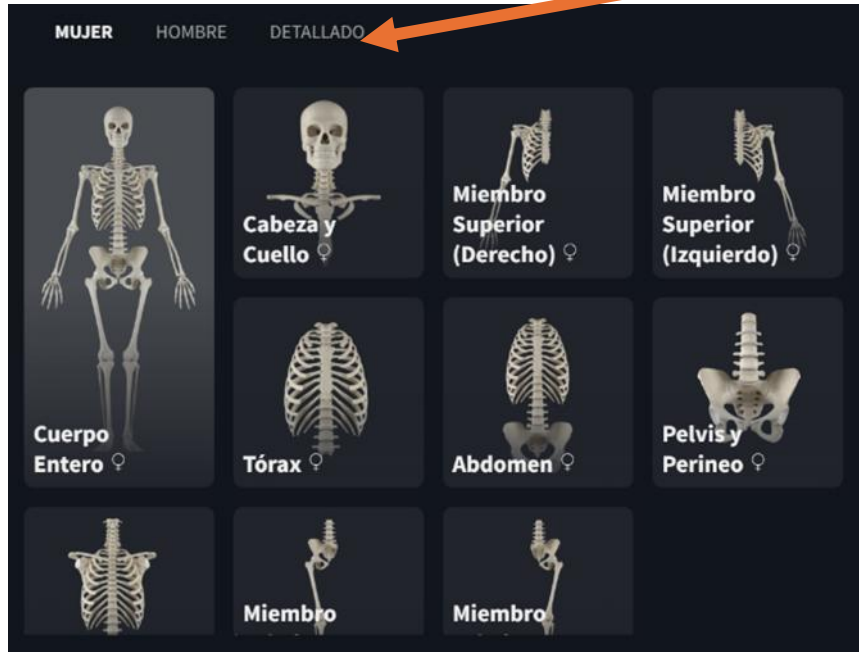 MUJER HOMBRE DETALLADO
Cabeza y
Cuello ♀
Miembro
Superior
(Derecho) ♀
Miembro
Superior
(Izquierdo) ♀
Cuerpo
Entero ♀
Tórax ♀
Abdomen ♀
Pelvis y
Perineo ♀
Miembro
Miembro